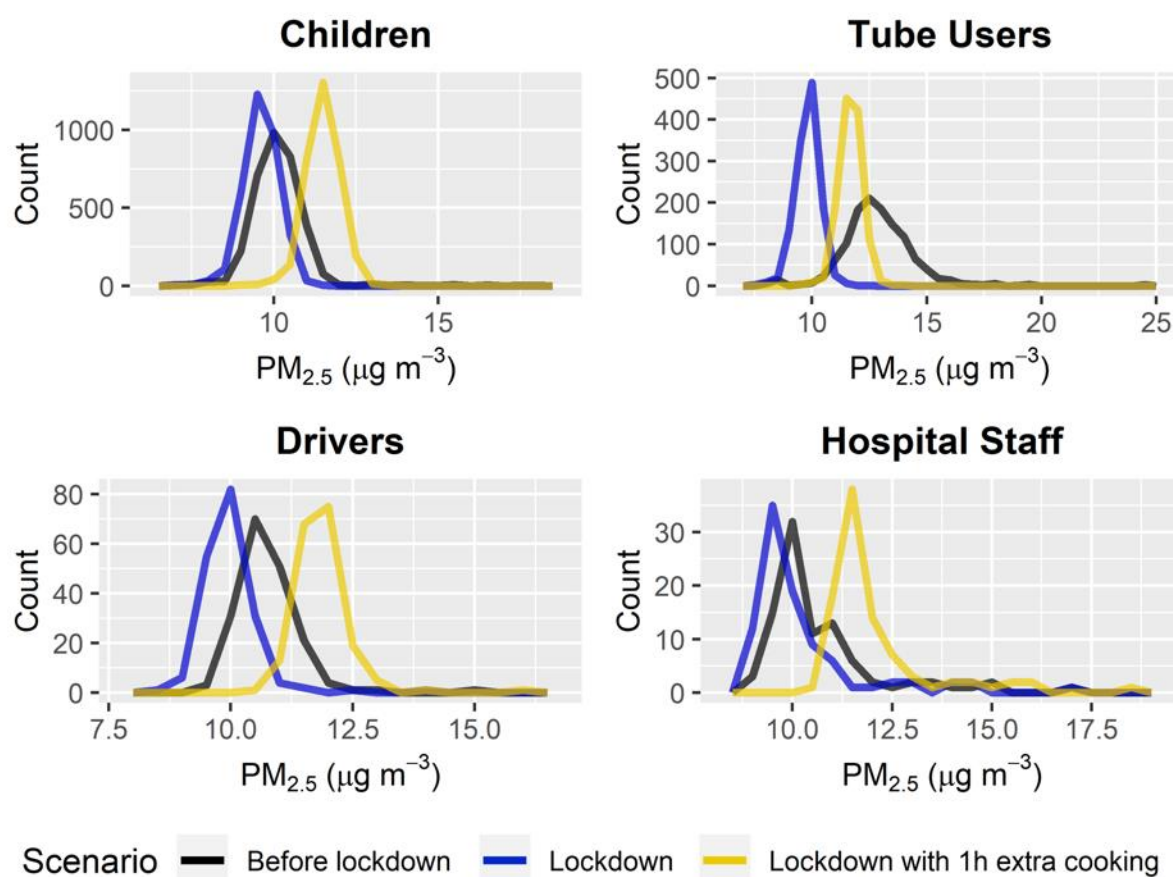 Children
Count
1000
500
0
10 15
PM2.5 (μg m−3)
Tube Users
Count
500
400
300
200
100
0
10 15 20 25
PM2.5 (μg m−3)
Drivers
Count
80
60
40
20
0
7.5 10.0 12.5 15.0
PM2.5 (μg m−3)
Hospital Staff
Count
30
20
10
0
10.0 12.5 15.0 17.5
PM2.5 (μg m−3)
Scenario Before lockdown Lockdown Lockdown with 1h extra cooking